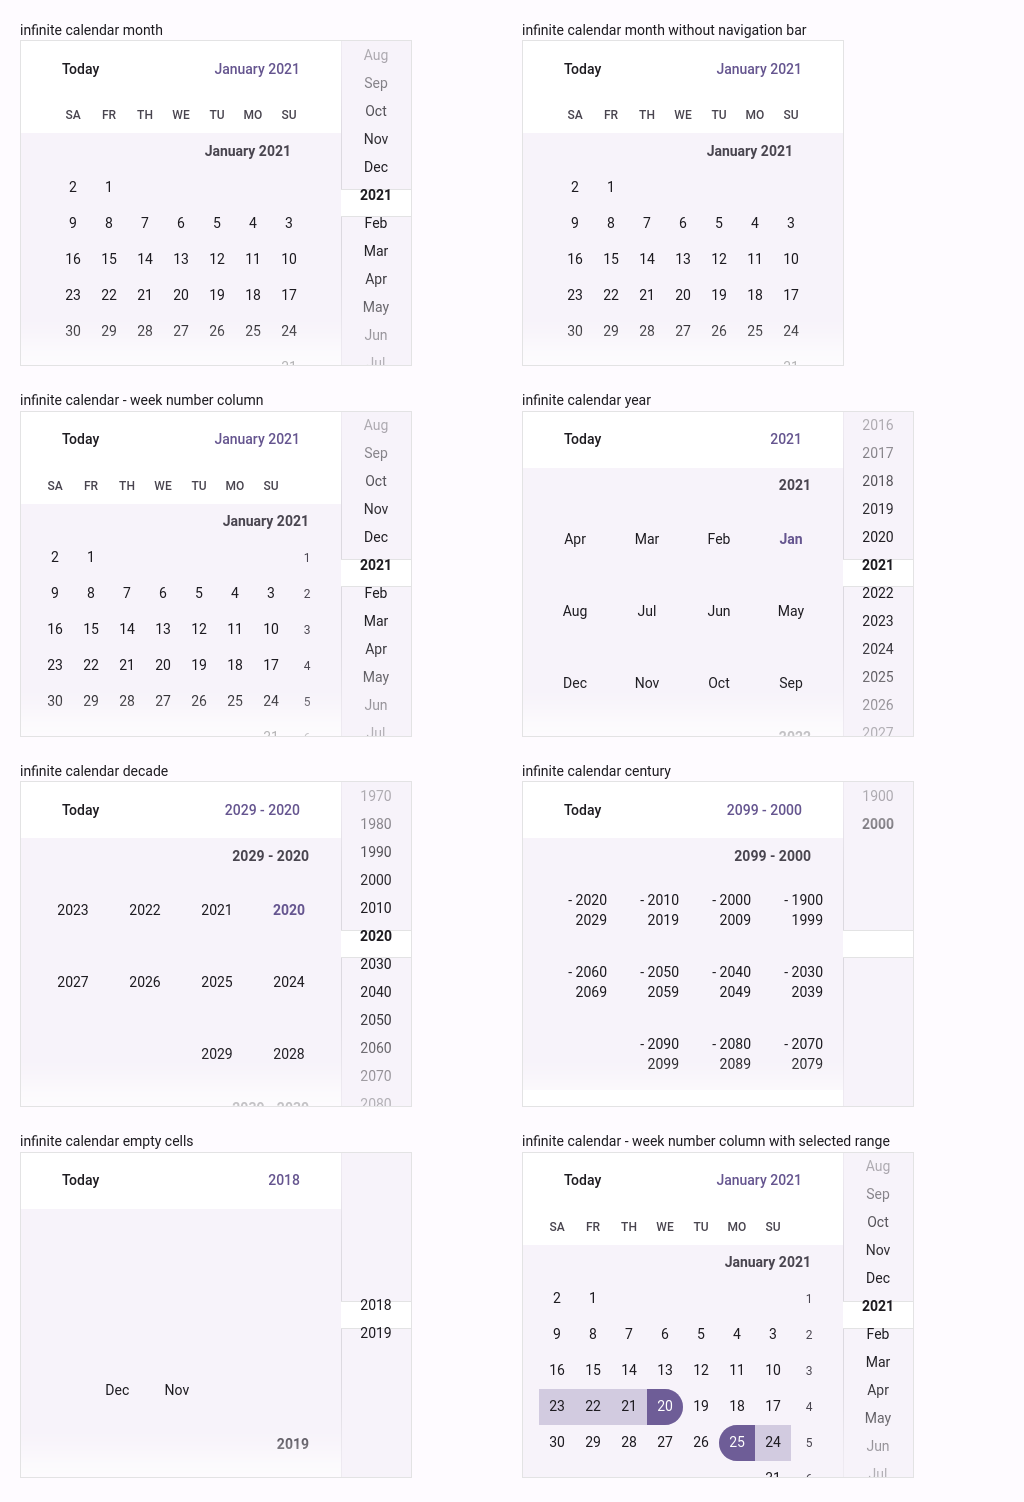 infinite calendar month
Today January 2021
SA FR TH WE TU MO SU
January 2021
2 1
9 8 7 6 5 4 3
16 15 14 13 12 11 10
23 22 21 20 19 18 17
30 29 28 27 26 25 24
31
Aug
Sep
Oct
Nov
Dec
2021
Feb
Mar
Apr
May
Jun
Jul
infinite calendar month without navigation bar
Today January 2021
SA FR TH WE TU MO SU
January 2021
2 1
9 8 7 6 5 4 3
16 15 14 13 12 11 10
23 22 21 20 19 18 17
30 29 28 27 26 25 24
31
infinite calendar - week number column
Today January 2021
SA FR TH WE TU MO SU
January 2021
2 1 1
9 8 7 6 5 4 3 2
16 15 14 13 12 11 10 3
23 22 21 20 19 18 17 4
30 29 28 27 26 25 24 5
31 6
Aug
Sep
Oct
Nov
Dec
2021
Feb
Mar
Apr
May
Jun
Jul
infinite calendar year
Today 2021
2021
Apr Mar Feb Jan
Aug Jul Jun May
Dec Nov Oct Sep
2022
2016
2017
2018
2019
2020
2021
2022
2023
2024
2025
2026
2027
infinite calendar decade
Today 2029 - 2020
2029 - 2020
2023 2022 2021 2020
2027 2026 2025 2024
2029 2028
1970
1980
1990
2000
2010
2020
2030
2040
2050
2060
2070
2080
infinite calendar century
Today 2099 - 2000
2099 - 2000
- 2020 - 2010 - 2000 - 1900
2029 2019 2009 1999
- 2060 - 2050 - 2040 - 2030
2069 2059 2049 2039
- 2090 - 2080 - 2070
2099 2089 2079
1900
2000
infinite calendar empty cells
Today 2018
Dec Nov
2019
2018
2019
infinite calendar - week number column with selected range
Today January 2021
SA FR TH WE TU MO SU
January 2021
2 1 1
9 8 7 6 5 4 3 2
16 15 14 13 12 11 10 3
23 22 21 20 19 18 17 4
30 29 28 27 26 25 24 5
31 6
Aug
Sep
Oct
Nov
Dec
2021
Feb
Mar
Apr
May
Jun
Jul